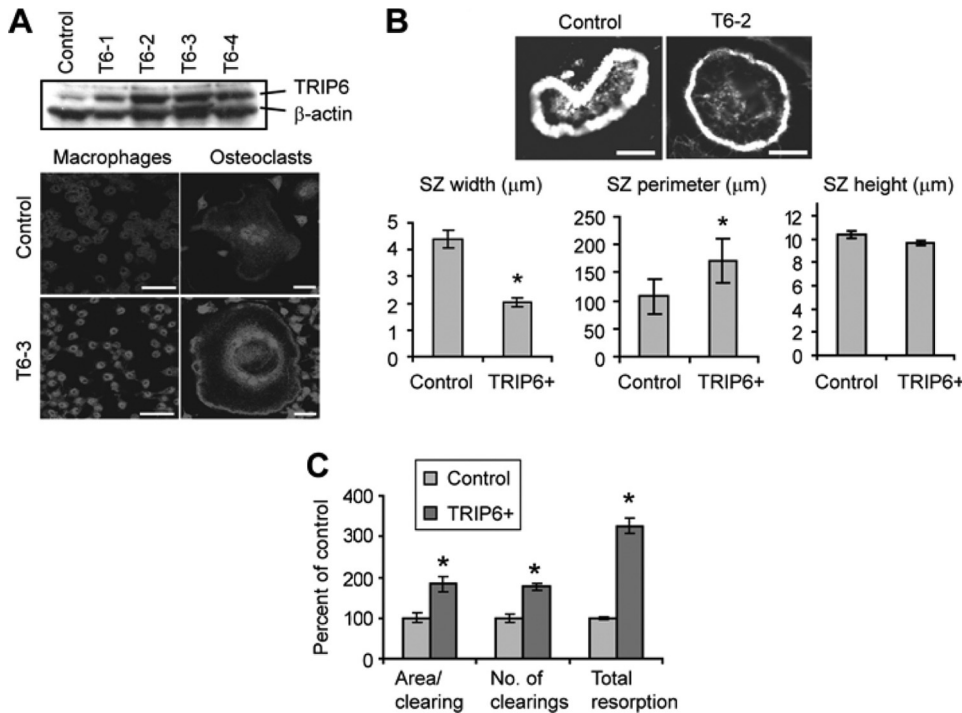 A
Control
T6-1
T6-2
T6-3
T6-4
TRIP6
β-actin
Macrophages Osteoclasts
Control
T6-3
B
Control T6-2
SZ width (μm)
5
4
3
2
1
0
*
Control TRIP6+
SZ perimeter (μm)
250
200
150
100
50
0
*
Control TRIP6+
SZ height (μm)
12
10
8
6
4
2
0
Control TRIP6+
C
Control
TRIP6+
Percent of control
400
300
200
100
0
* * *
Area/ No. of Total
clearing clearings resorption